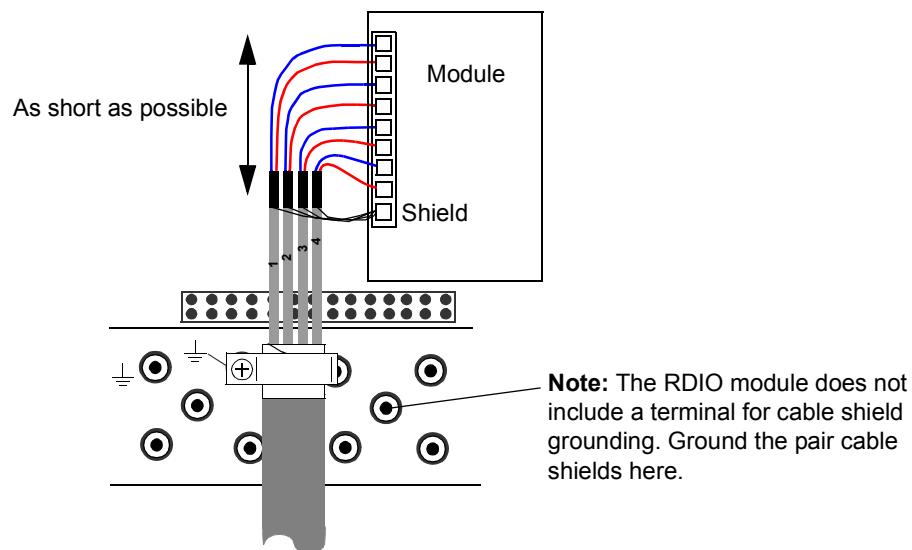 Module
As short as possible
Shield
1
2
3
4
Note: The RDIO module does not
include a terminal for cable shield
grounding. Ground the pair cable
shields here.